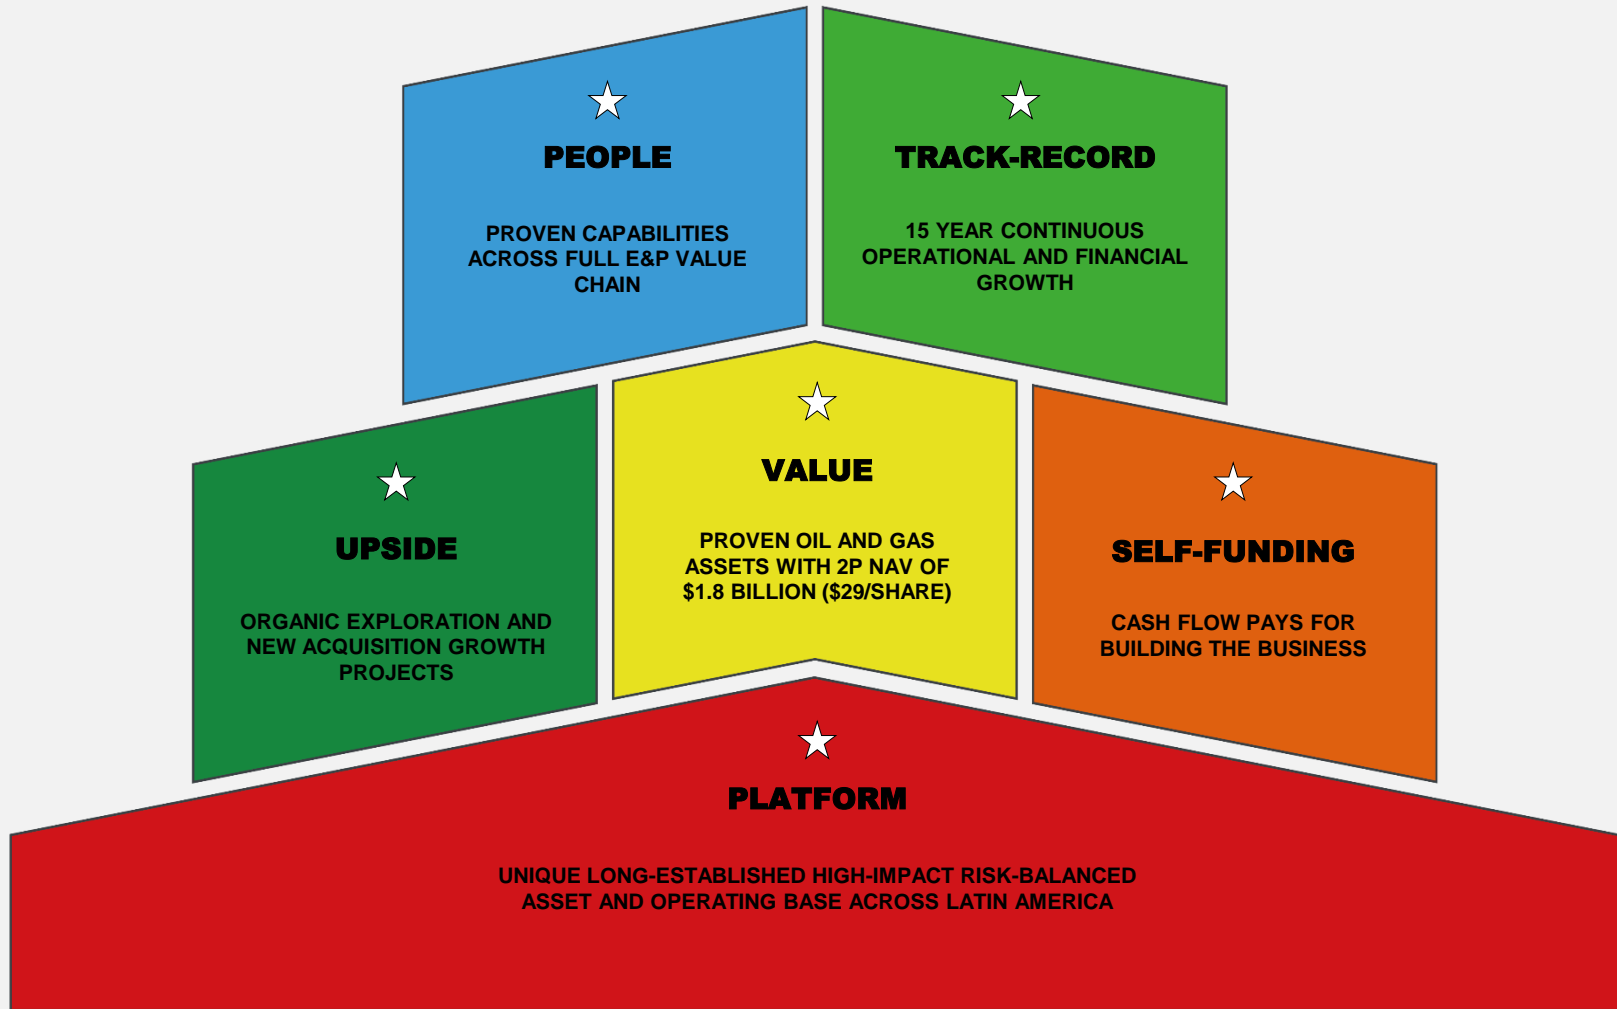 PEOPLE
PROVEN CAPABILITIES
ACROSS FULL E&P VALUE
CHAIN
TRACK-RECORD
15 YEAR CONTINUOUS
OPERATIONAL AND FINANCIAL
GROWTH
UPSIDE
ORGANIC EXPLORATION AND
NEW ACQUISITION GROWTH
PROJECTS
VALUE
PROVEN OIL AND GAS
ASSETS WITH 2P NAV OF
$1.8 BILLION ($29/SHARE)
SELF-FUNDING
CASH FLOW PAYS FOR
BUILDING THE BUSINESS
PLATFORM
UNIQUE LONG-ESTABLISHED HIGH-IMPACT RISK-BALANCED
ASSET AND OPERATING BASE ACROSS LATIN AMERICA